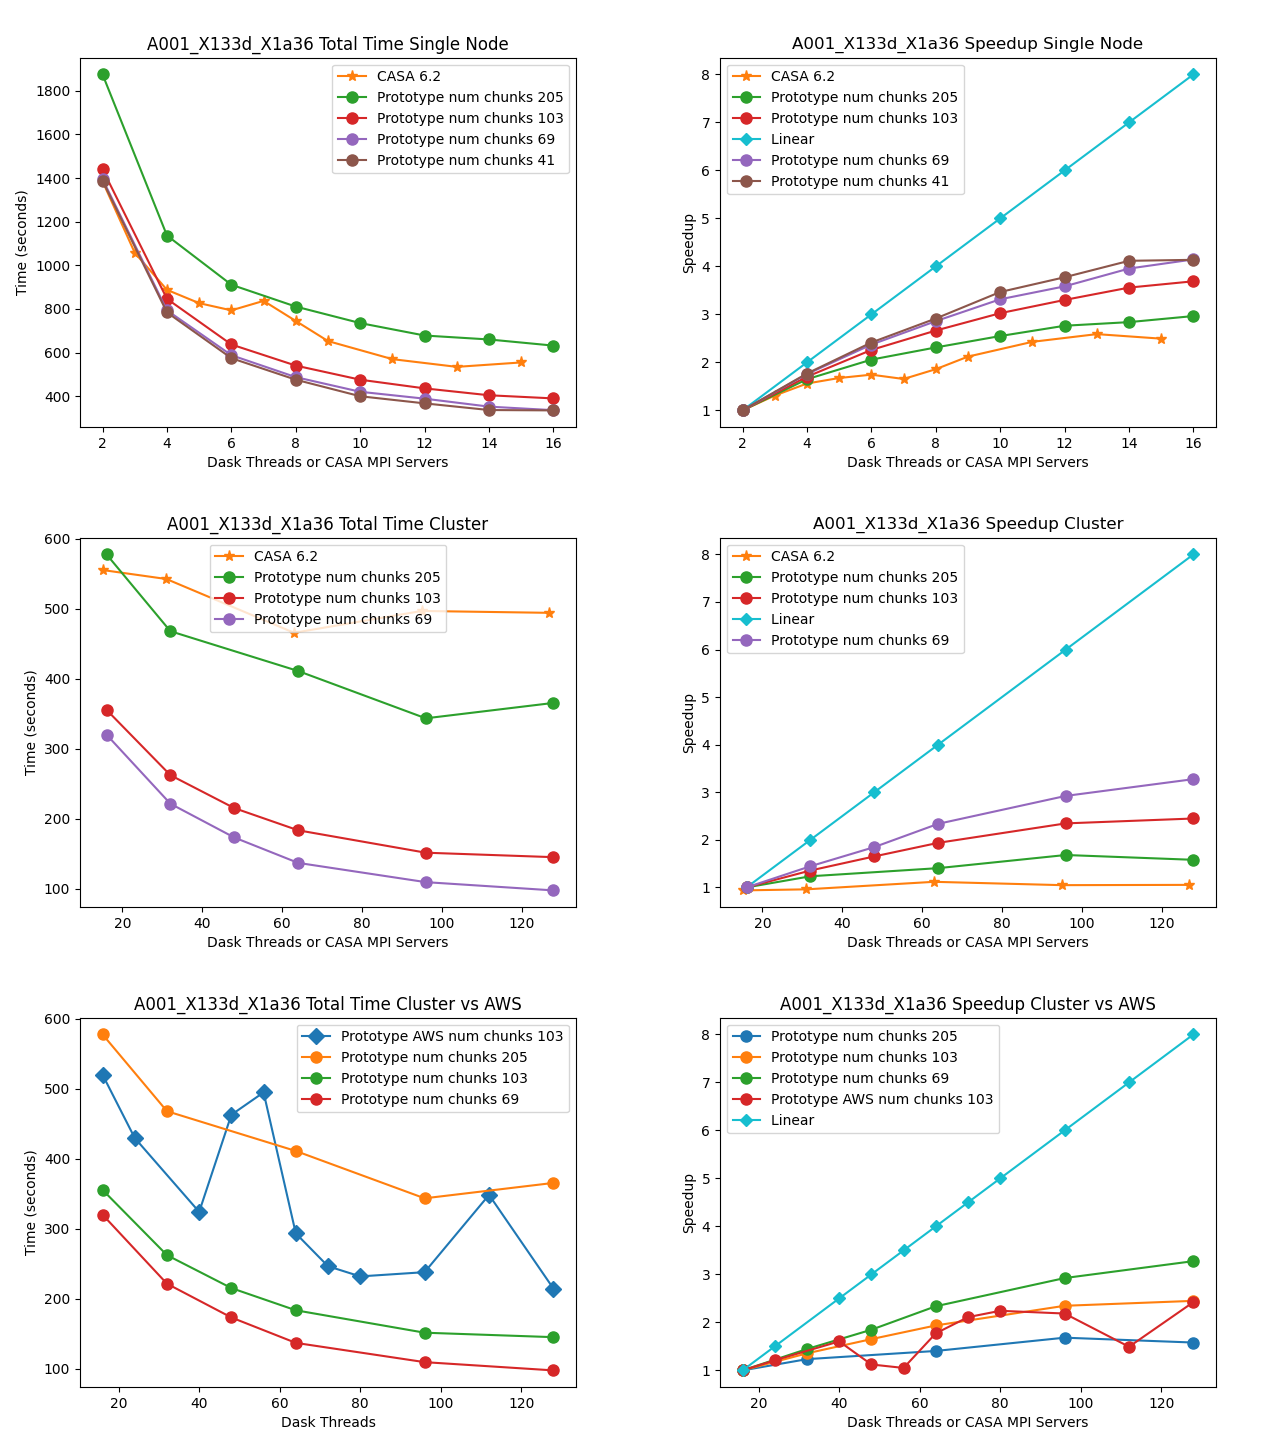 A001_X133d_X1a36 Total Time Single Node
CASA 6.2
Prototype num chunks 205
Prototype num chunks 103
Prototype num chunks 69
Prototype num chunks 41
1800
1600
1400
1200
1000
800
600
400
Time (seconds)
2 4 6 8 10 12 14 16
Dask Threads or CASA MPI Servers
A001_X133d_X1a36 Speedup Single Node
CASA 6.2
Prototype num chunks 205
Prototype num chunks 103
Linear
Prototype num chunks 69
Prototype num chunks 41
8
7
6
5
4
3
2
1
Speedup
2 4 6 8 10 12 14 16
Dask Threads or CASA MPI Servers
A001_X133d_X1a36 Total Time Cluster
CASA 6.2
Prototype num chunks 205
Prototype num chunks 103
Prototype num chunks 69
600
500
400
300
200
100
Time (seconds)
20 40 60 80 100 120
Dask Threads or CASA MPI Servers
A001_X133d_X1a36 Speedup Cluster
CASA 6.2
Prototype num chunks 205
Prototype num chunks 103
Linear
Prototype num chunks 69
8
7
6
5
4
3
2
1
Speedup
20 40 60 80 100 120
Dask Threads or CASA MPI Servers
A001_X133d_X1a36 Total Time Cluster vs AWS
Prototype AWS num chunks 103
Prototype num chunks 205
Prototype num chunks 103
Prototype num chunks 69
600
500
400
300
200
100
Time (seconds)
20 40 60 80 100 120
Dask Threads
A001_X133d_X1a36 Speedup Cluster vs AWS
Prototype num chunks 205
Prototype num chunks 103
Prototype num chunks 69
Prototype AWS num chunks 103
Linear
8
7
6
5
4
3
2
1
Speedup
20 40 60 80 100 120
Dask Threads or CASA MPI Servers